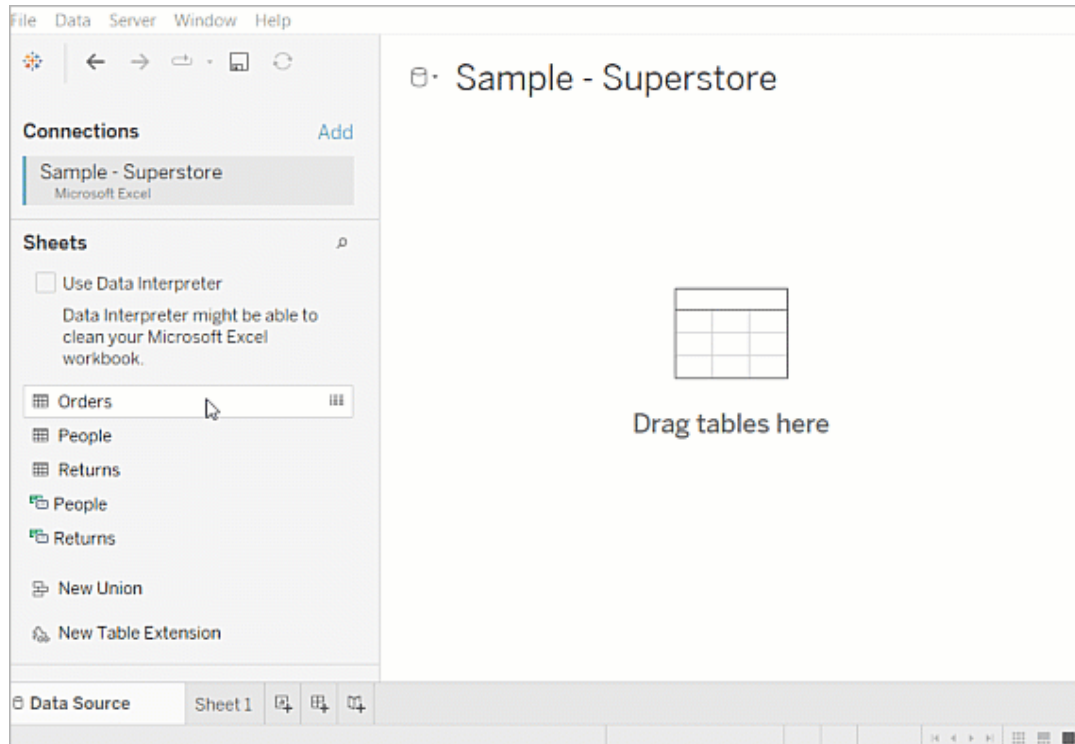 File Data Server Window Help
Sample - Superstore
Connections Add
Sample - Superstore
Microsoft Excel
Sheets
Use Data Interpreter
Data Interpreter might be able to
clean your Microsoft Excel
workbook.
Orders
People
Returns
People
Returns
New Union
New Table Extension
Drag tables here
Data Source Sheet 1